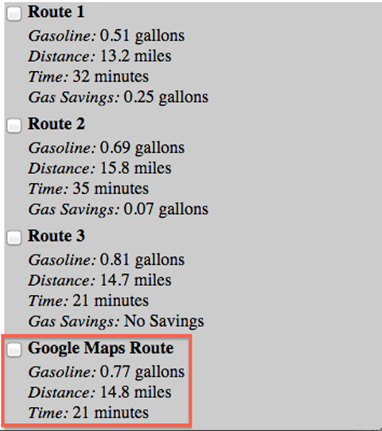 Route 1
Gasoline: 0.51 gallons
Distance: 13.2 miles
Time: 32 minutes
Gas Savings: 0.25 gallons
Route 2
Gasoline: 0.69 gallons
Distance: 15.8 miles
Time: 35 minutes
Gas Savings: 0.07 gallons
Route 3
Gasoline: 0.81 gallons
Distance: 14.7 miles
Time: 21 minutes
Gas Savings: No Savings
Google Maps Route
Gasoline: 0.77 gallons
Distance: 14.8 miles
Time: 21 minutes